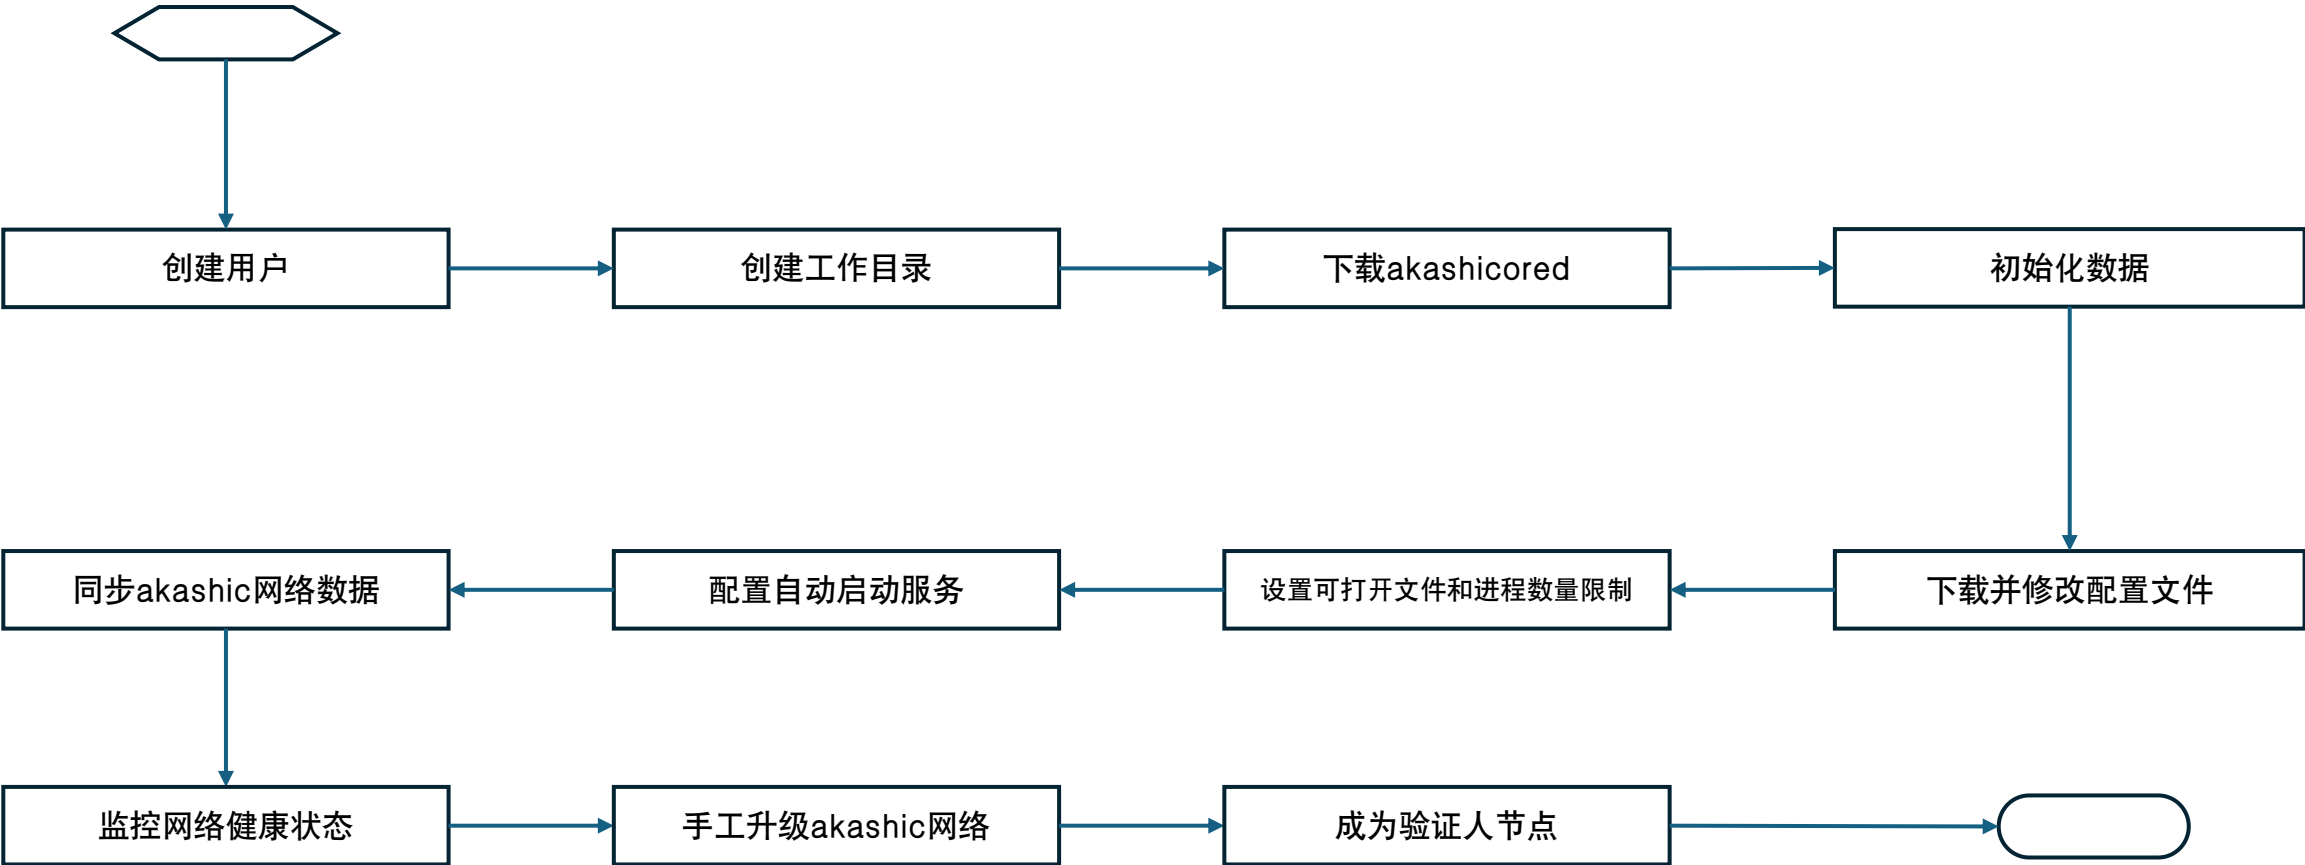 创建用户
创建工作目录
下载akashicored
初始化数据
下载并修改配置文件
设置可打开文件和进程数量限制
配置自动启动服务
同步akashic网络数据
监控网络健康状态
手工升级akashic网络
成为验证人节点